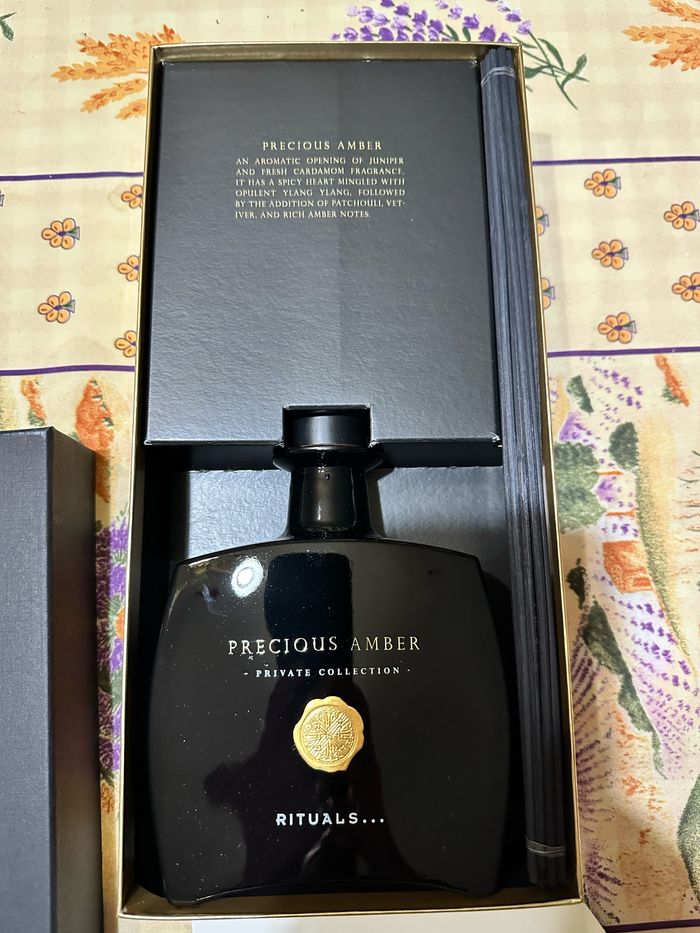 PRECIOUS AMBER
AN AROMATIC OPENING OF JUNIPER
AND FRESH CARDAMOM FRAGRANCE,
IT HAS A SPICY HEART MINGLED WITH
OPULENT YLANG YLANG, FOLLOWED
BY THE ADDITION OF PATCHOULI, VET-
IVER, AND RICH AMBER NOTES.
PRECIOUS AMBER
- PRIVATE COLLECTION -
RITUALS...